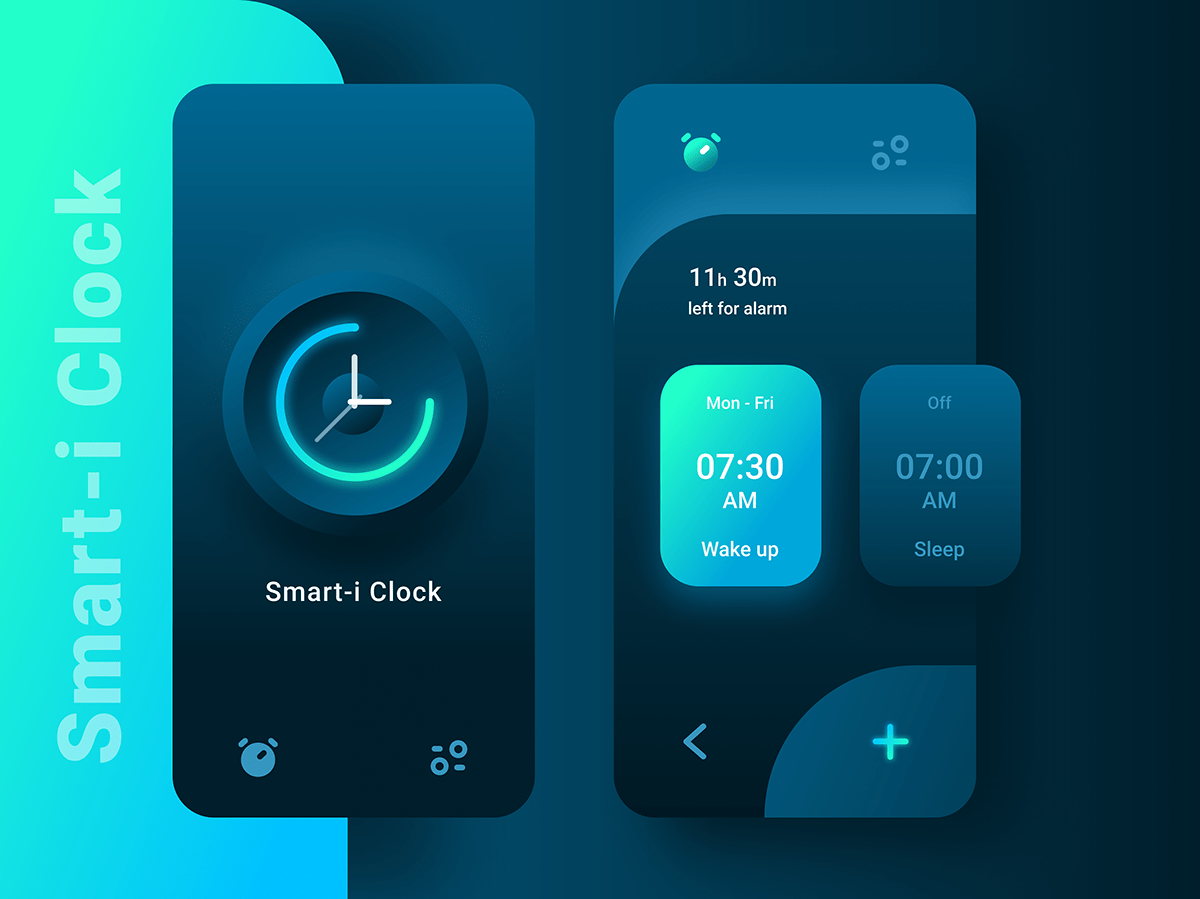 Smart-i Clock
Smart-i Clock
11h 30m
left for alarm
Mon - Fri
07:30
AM
Wake up
Off
07:00
AM
Sleep